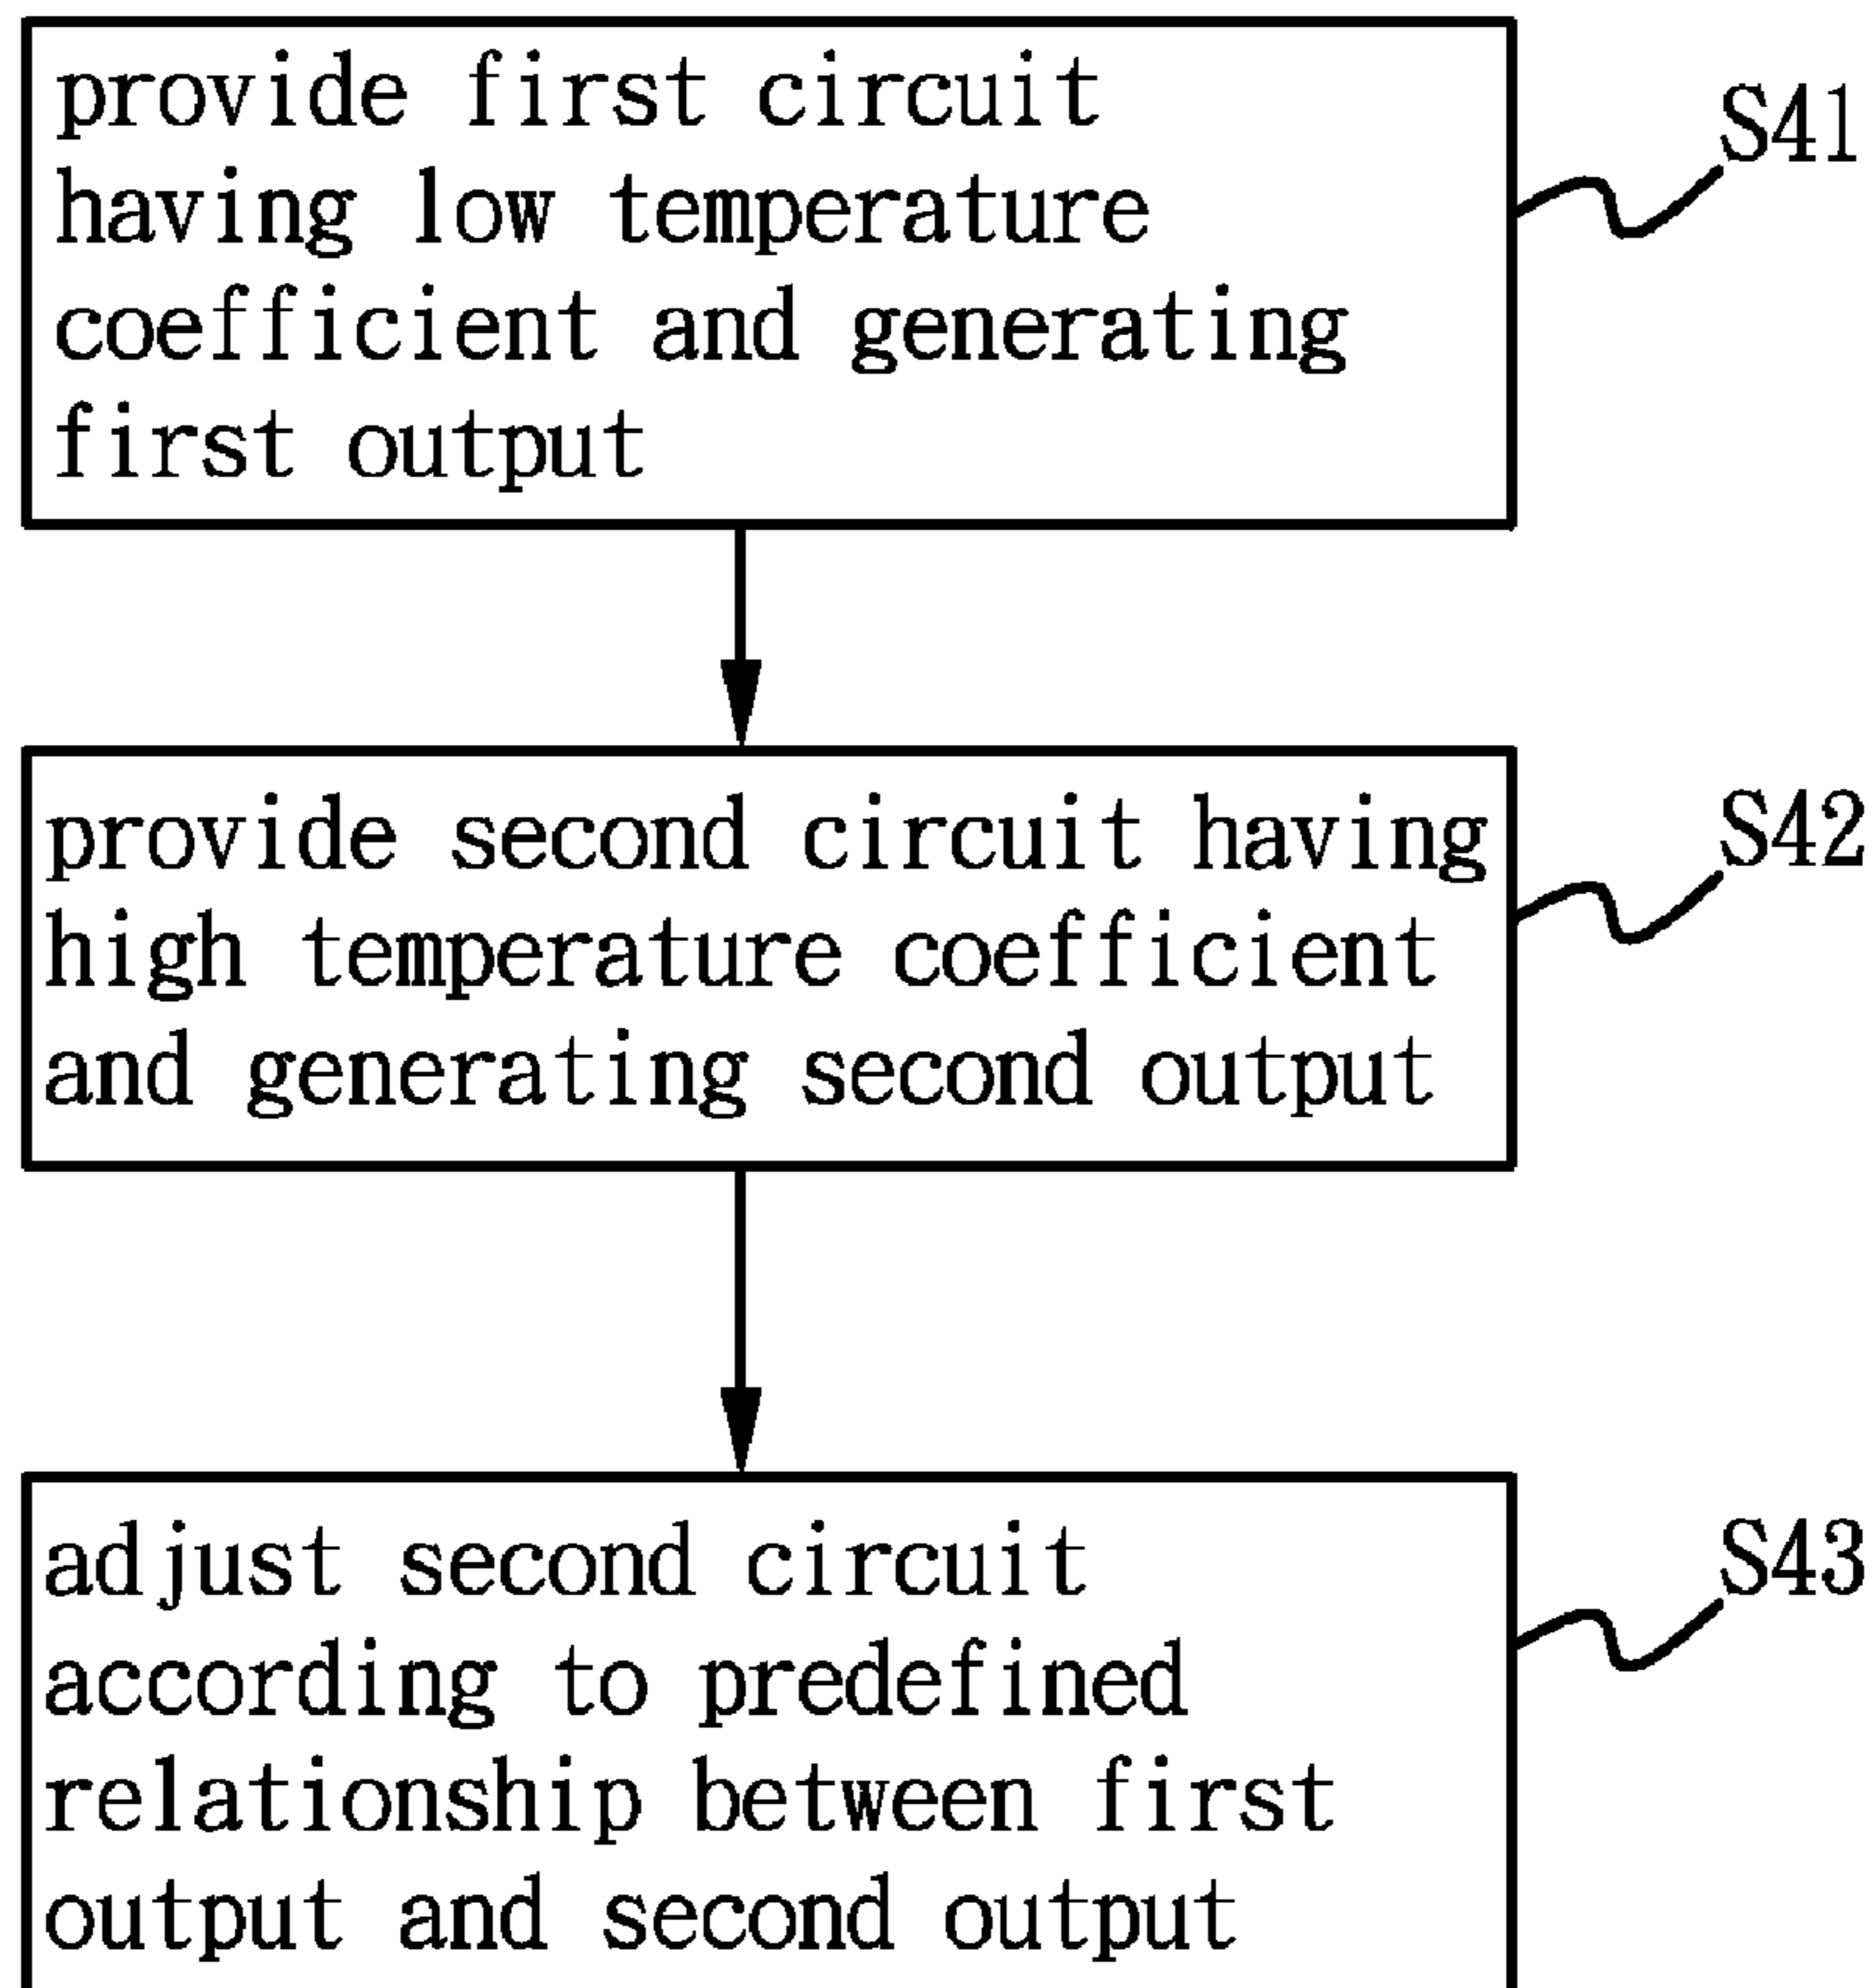 provide first circuit
having low temperature
coefficient and generating
first output
S41
provide second circuit having
high temperature coefficient
and generating second output
S42
adjust second circuit
according to predefined
relationship between first
output and second output
S43